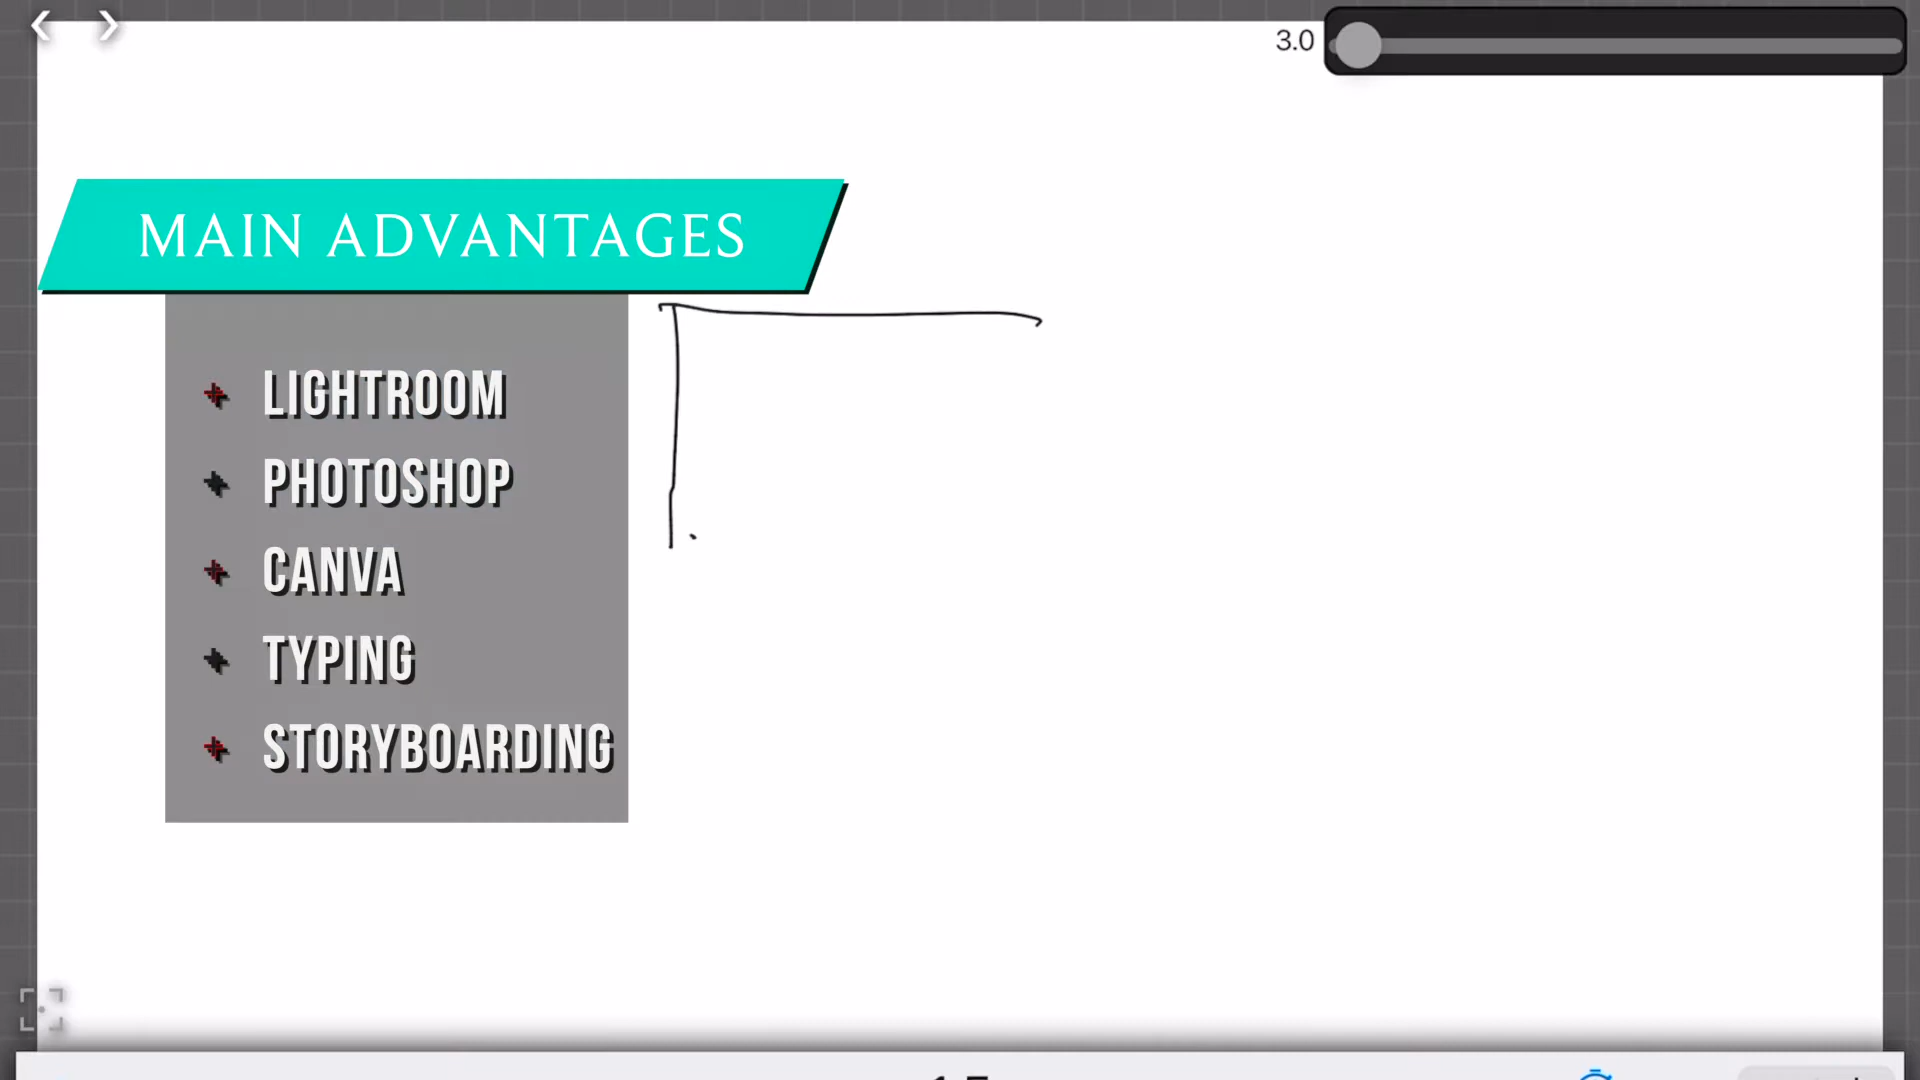 3.0
MAIN ADVANTAGES
LIGHTROOM
PHOTOSHOP
CANVA
TYPING
STORYBOARDING